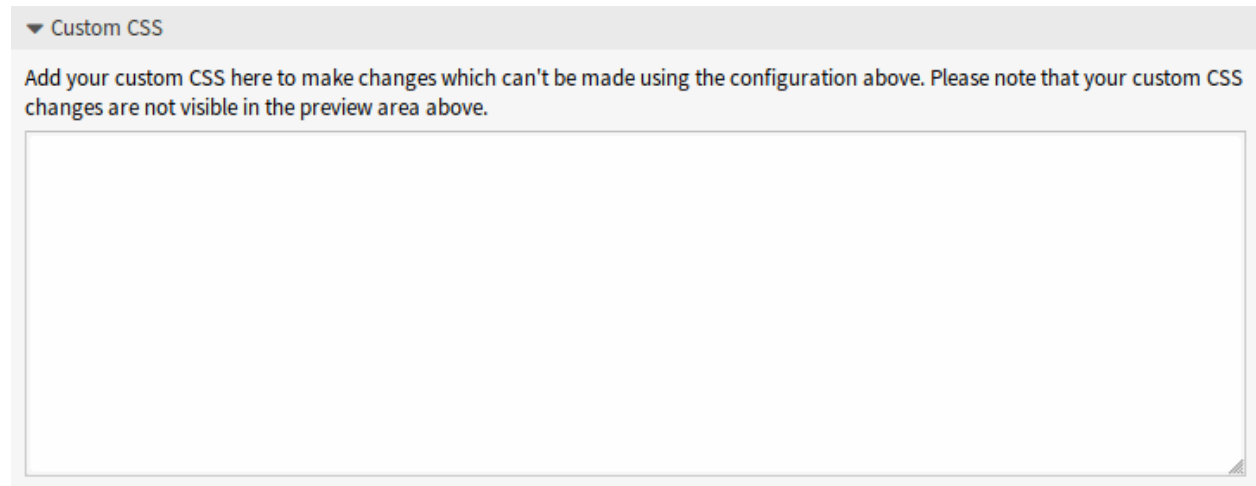 Custom CSS
Add your custom CSS here to make changes which can't be made using the configuration above. Please note that your custom CSS
changes are not visible in the preview area above.